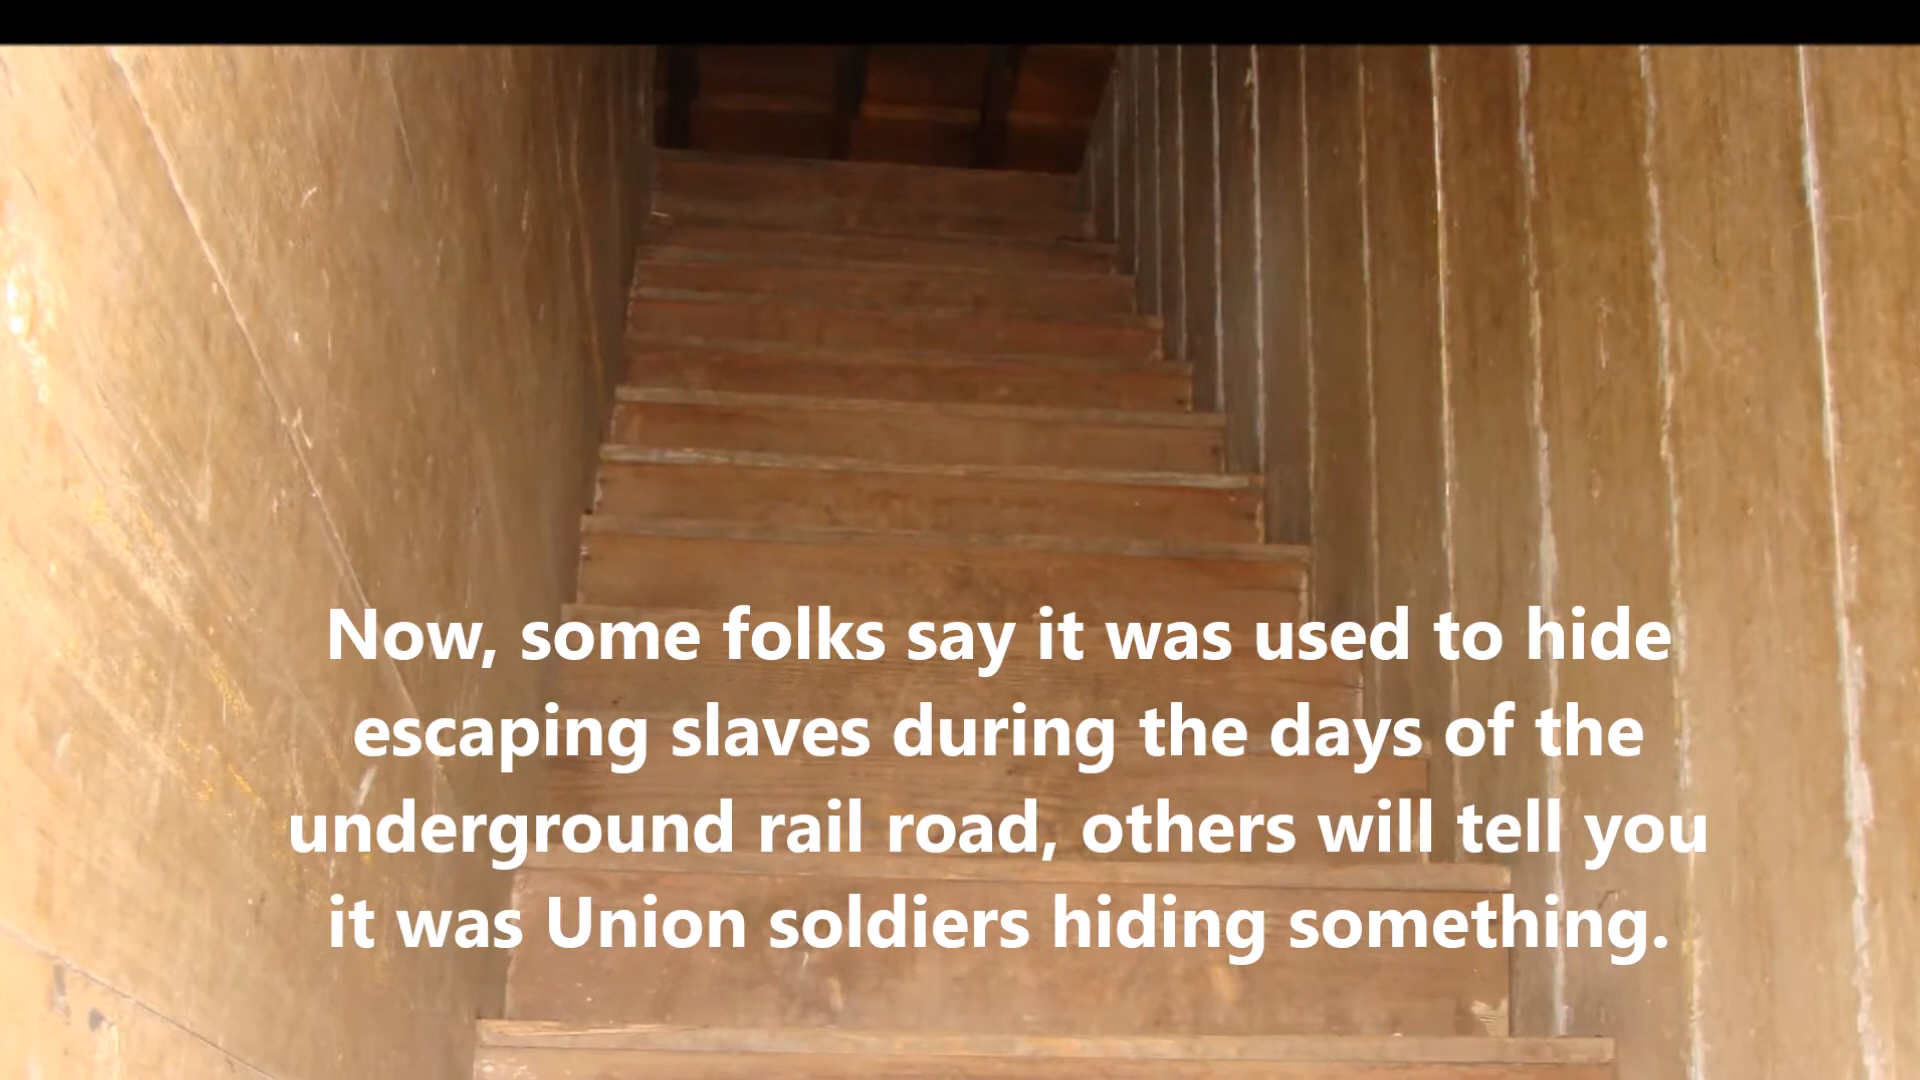 Now, some folks say it was used to hide
escaping slaves during the days of the
underground rail road, others will tell you
it was Union soldiers hiding something.